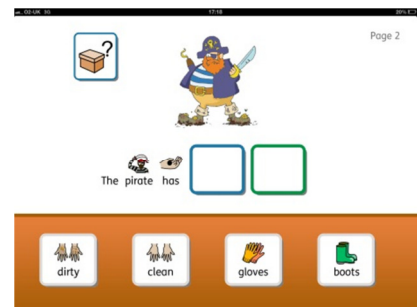 O2-UK 3G 17:18 20%
?
Page 2
The pirate has
dirty clean gloves boots